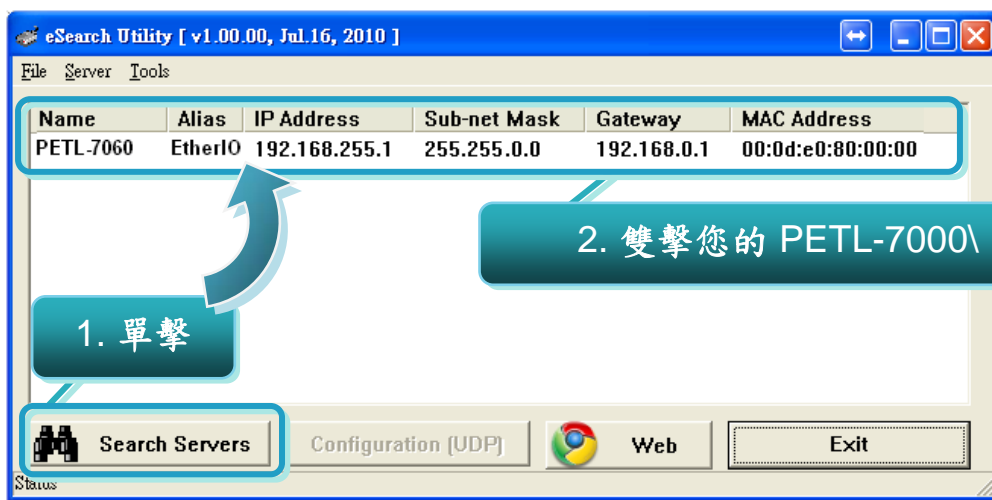 eSearch Utility [ v1.00.00, Jul.16, 2010 ]
File Server Tools
Name Alias IP Address Sub-net Mask Gateway MAC Address
PETL-7060 EtherIO 192.168.255.1 255.255.0.0 192.168.0.1 00:0d:e0:80:00:00
2. 雙擊您的 PETL-7000\
1. 單擊
Search Servers Configuration (UDP) Web Exit
Status